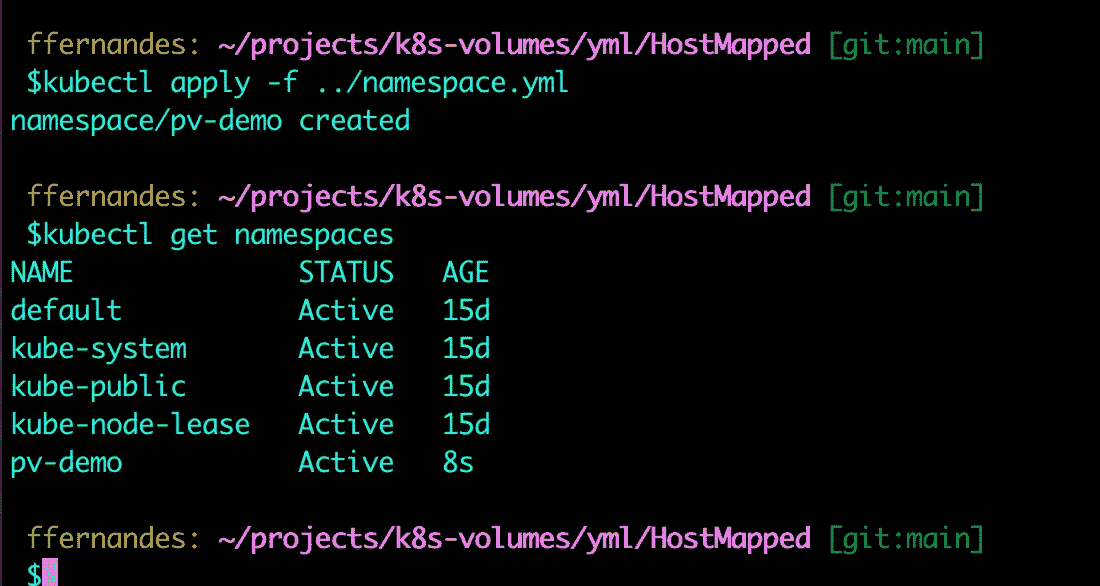 ffernandes: ~/projects/k8s-volumes/yml/HostMapped [git:main]
$kubectl apply -f ../namespace.yml
namespace/pv-demo created
ffernandes: ~/projects/k8s-volumes/yml/HostMapped [git:main]
$kubectl get namespaces
NAME STATUS AGE
default Active 15d
kube-system Active 15d
kube-public Active 15d
kube-node-lease Active 15d
pv-demo Active 8s
ffernandes: ~/projects/k8s-volumes/yml/HostMapped [git:main]
$